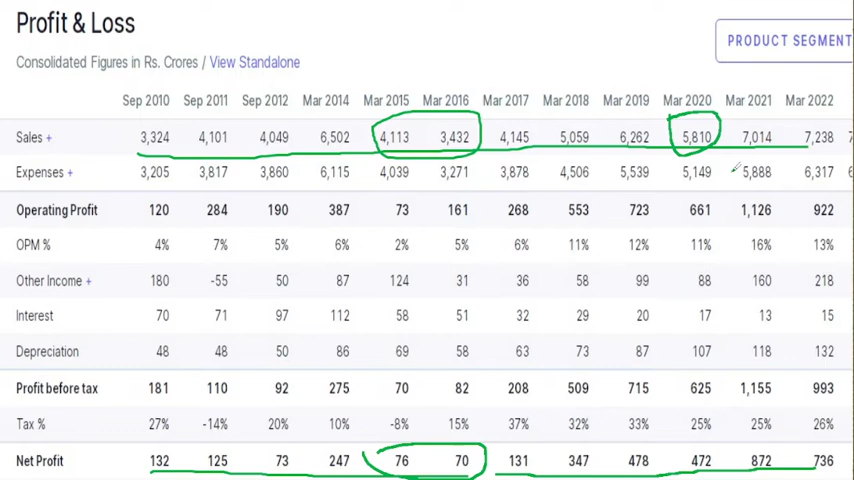 Profit & Loss
PRODUCT SEGMENT
Consolidated Figures in Rs. Crores / View Standalone
Sep 2010 Sep 2011 Sep 2012 Mar 2014 Mar 2015 Mar 2016 Mar 2017 Mar 2018 Mar 2019 Mar 2020 Mar 2021 Mar 2022
Sales + 3,324 4,101 4,049 6,502 4,113 3,432 4,145 5,059 6,262 5,810 7,014 7,238 7
Expenses + 3,205 3,817 3,860 6,115 4,039 3,271 3,878 4,506 5,539 5,149 5,888 6,317 6
Operating Profit 120 284 190 387 73 161 268 553 723 661 1,126 922
OPM % 4% 7% 5% 6% 2% 5% 6% 11% 12% 11% 16% 13%
Other Income + 180 -55 50 87 124 31 36 58 99 88 160 218
Interest 70 71 97 112 58 51 32 29 20 17 13 15
Depreciation 48 48 50 86 69 58 63 73 87 107 118 132
Profit before tax 181 110 92 275 70 82 208 509 715 625 1,155 993
Tax % 27% -14% 20% 10% -8% 15% 37% 32% 33% 25% 25% 26%
Net Profit 132 125 73 247 76 70 131 347 478 472 872 736